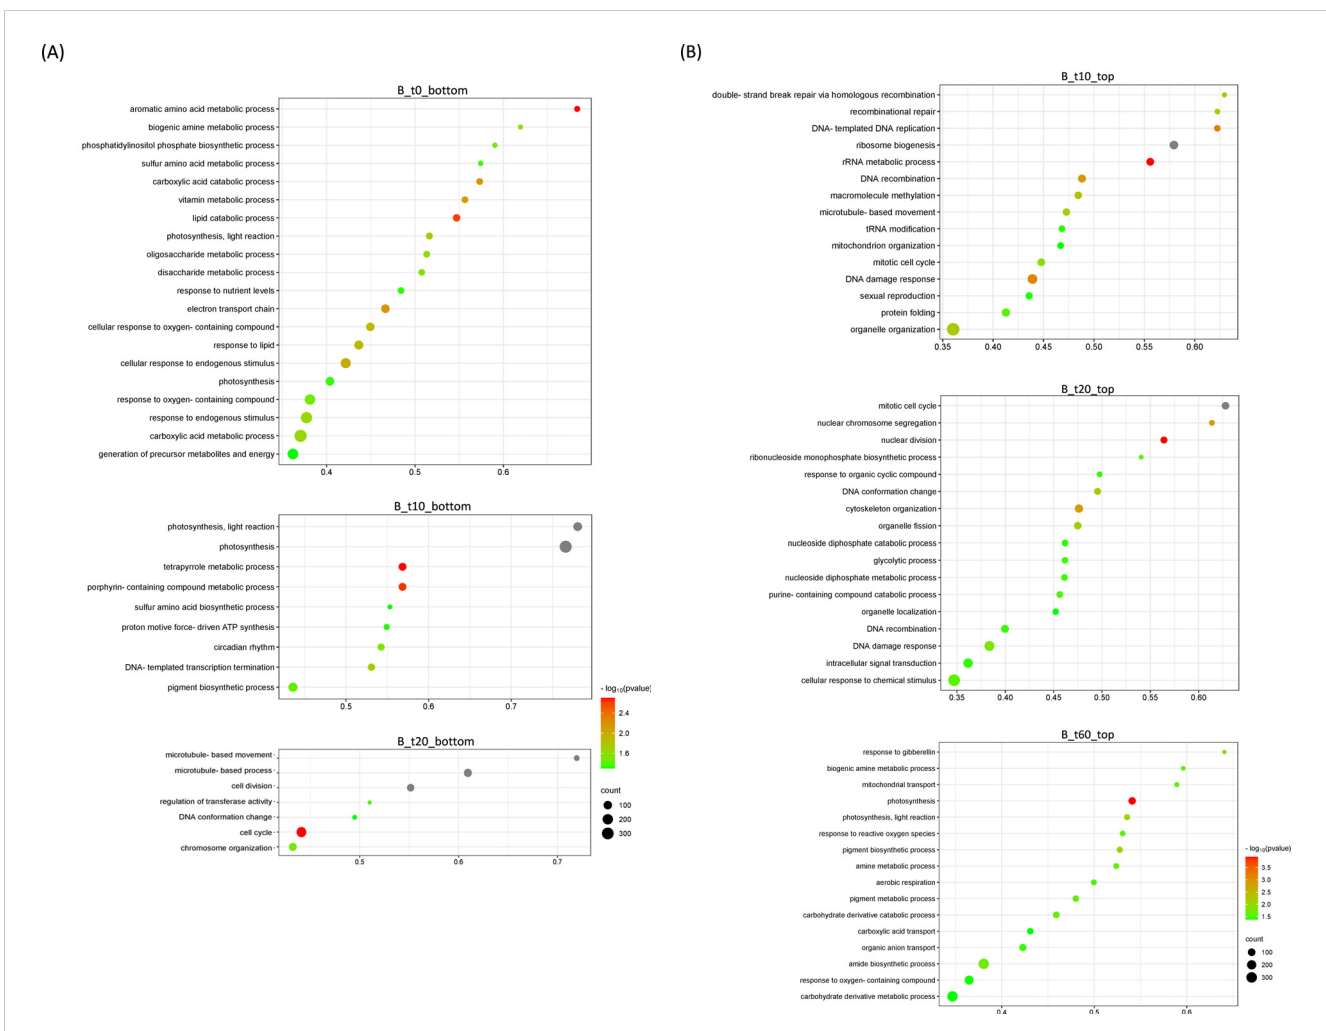 (A)
B_t0_bottom
aromatic amino acid metabolic process
biogenic amine metabolic process
phosphatidylinositol phosphate biosynthetic process
sulfur amino acid metabolic process
carboxylic acid catabolic process
vitamin metabolic process
lipid catabolic process
photosynthesis, light reaction
oligosaccharide metabolic process
disaccharide metabolic process
response to nutrient levels
electron transport chain
cellular response to oxygen- containing compound
response to lipid
cellular response to endogenous stimulus
photosynthesis
response to oxygen- containing compound
response to endogenous stimulus
carboxylic acid metabolic process
generation of precursor metabolites and energy
0.4 0.5 0.6
B_t10_bottom
photosynthesis, light reaction
photosynthesis
tetrapyrrole metabolic process
porphyrin- containing compound metabolic process
sulfur amino acid biosynthetic process
proton motive force- driven ATP synthesis
circadian rhythm
DNA- templated transcription termination
pigment biosynthetic process
0.5 0.6 0.7
B_t20_bottom
microtubule- based movement
microtubule- based process
cell division
regulation of transferase activity
DNA conformation change
cell cycle
chromosome organization
0.5 0.6 0.7
- log10(pvalue)
2.4
2.0
1.6
count
100
200
300
(B)
B_t10_top
double- strand break repair via homologous recombination
recombinational repair
DNA- templated DNA replication
ribosome biogenesis
rRNA metabolic process
DNA recombination
macromolecule methylation
microtubule- based movement
tRNA modification
mitochondrion organization
mitotic cell cycle
DNA damage response
sexual reproduction
protein folding
organelle organization
0.35 0.40 0.45 0.50 0.55 0.60
B_t20_top
mitotic cell cycle
nuclear chromosome segregation
nuclear division
ribonucleoside monophosphate biosynthetic process
response to organic cyclic compound
DNA conformation change
cytoskeleton organization
organelle fission
nucleoside diphosphate catabolic process
glycolytic process
nucleoside diphosphate metabolic process
purine- containing compound catabolic process
organelle localization
DNA recombination
DNA damage response
intracellular signal transduction
cellular response to chemical stimulus
0.35 0.40 0.45 0.50 0.55 0.60
B_t60_top
response to gibberellin
biogenic amine metabolic process
mitochondrial transport
photosynthesis
photosynthesis, light reaction
response to reactive oxygen species
pigment biosynthetic process
amine metabolic process
aerobic respiration
pigment metabolic process
carbohydrate derivative catabolic process
carboxylic acid transport
organic anion transport
amide biosynthetic process
response to oxygen- containing compound
carbohydrate derivative metabolic process
0.4 0.5 0.6
- log10(pvalue)
3.5
3.0
2.5
2.0
1.5
count
100
200
300